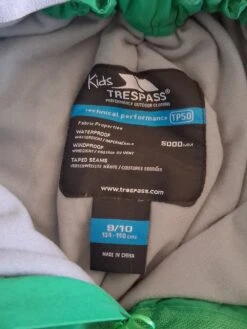 Kids
TRESPASS®
PERFORMANCE OUTDOOR CLOTHING
technical performance TP50
Fabric Properties
WATERPROOF
5000MM
WINDPROOF
TAPED SEAMS
www.trespass.com
9/10
MADE IN CHINA